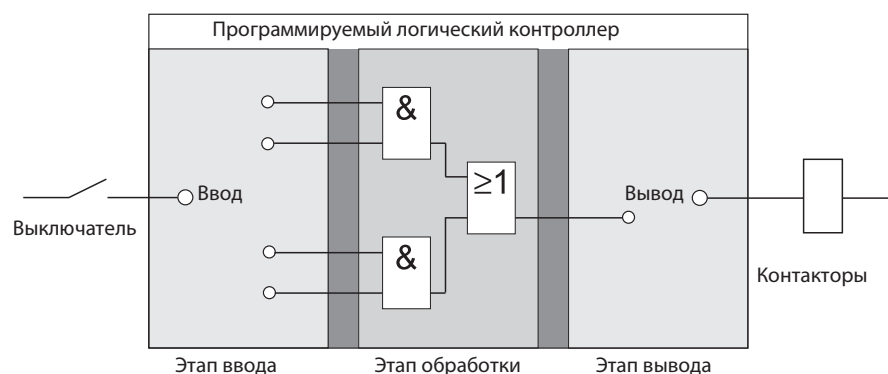 Программируемый логический контроллер
&
≥1
Ввод
Вывод
Выключатель
&
Контакторы
Этап ввода
Этап обработки
Этап вывода